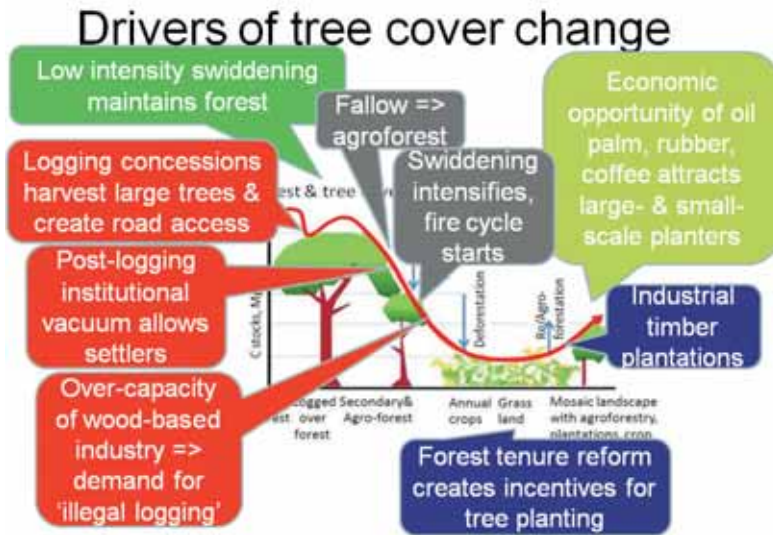 Drivers of tree cover change
Low intensity swiddening
maintains forest
Fallow =>
agroforest
Economic
opportunity of oil
palm, rubber,
coffee attracts
large- & small-
scale planters
Logging concessions
harvest large trees &
create road access
est & tree
Swiddening
intensifies,
fire cycle
starts
Post-logging
institutional
vacuum allows
settlers
C stocks,
Deforestation
Re/Agro-
forestation
Industrial
timber
plantations
Over-capacity
of wood-based
industry =>
demand for
'illegal logging'
est
Logged
over
forest
Secondary&
Agro-forest
Annual
crops
Grass
land
Mosaic landscape
with agroforestry,
plantations, crop
Forest tenure reform
creates incentives for
tree planting